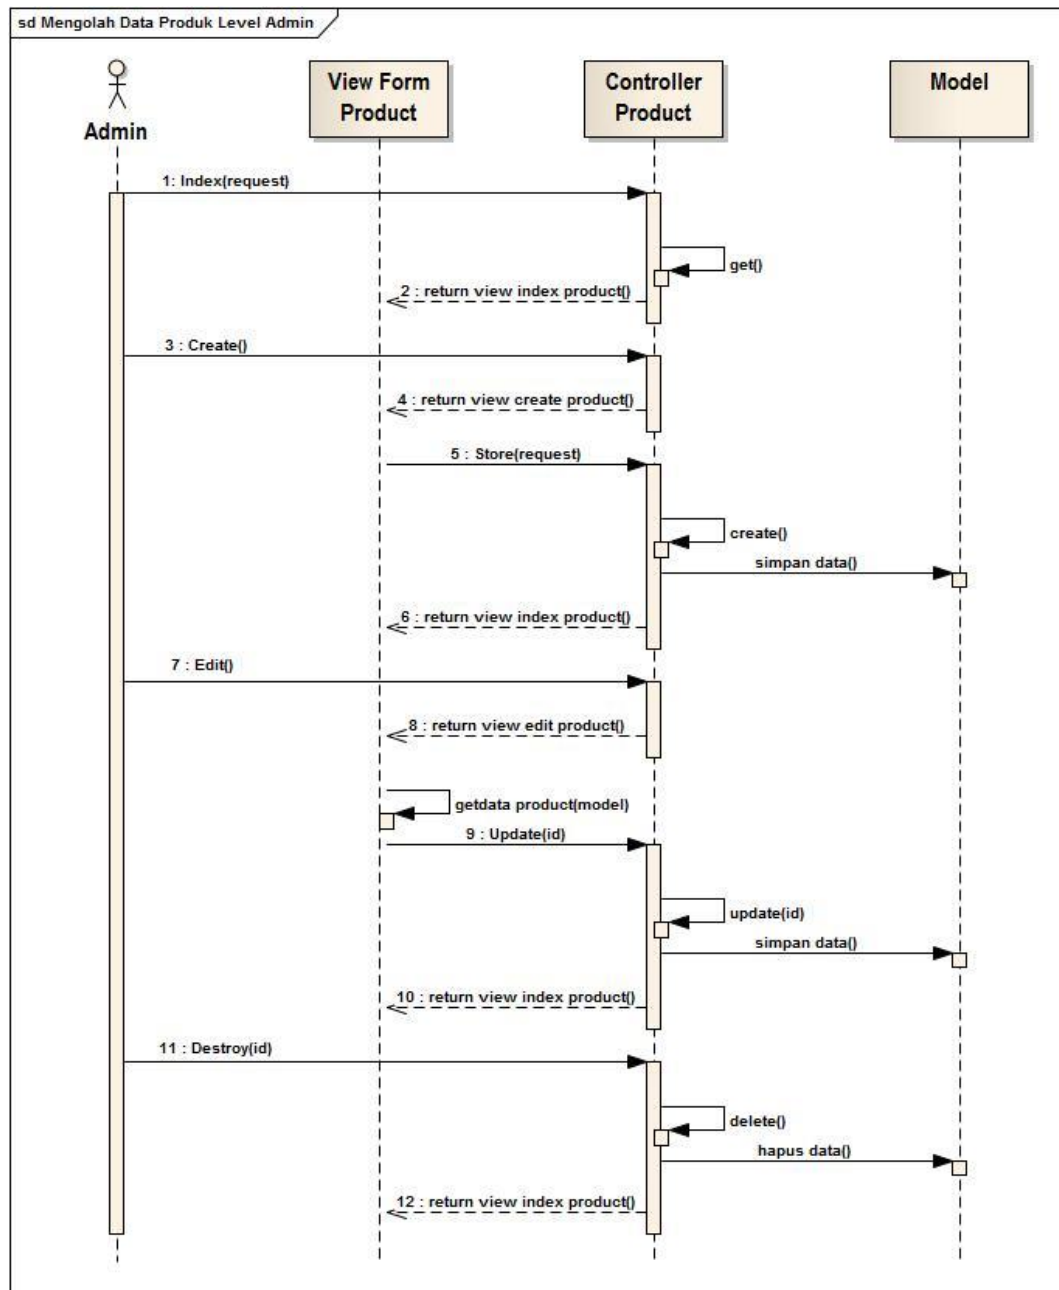 sd Mengolah Data Produk Level Admin
Admin
View Form
Product
Controller
Product
Model
1: Index(request)
get()
2 : return view index product()
3 : Create()
4 : return view create product()
5 : Store(request)
create()
simpan data()
6 : return view index product()
7 : Edit()
8 : return view edit product()
getdata product(model)
9 : Update(id)
update(id)
simpan data()
10 : return view index product()
11 : Destroy(id)
delete()
hapus data()
12 : return view index product()